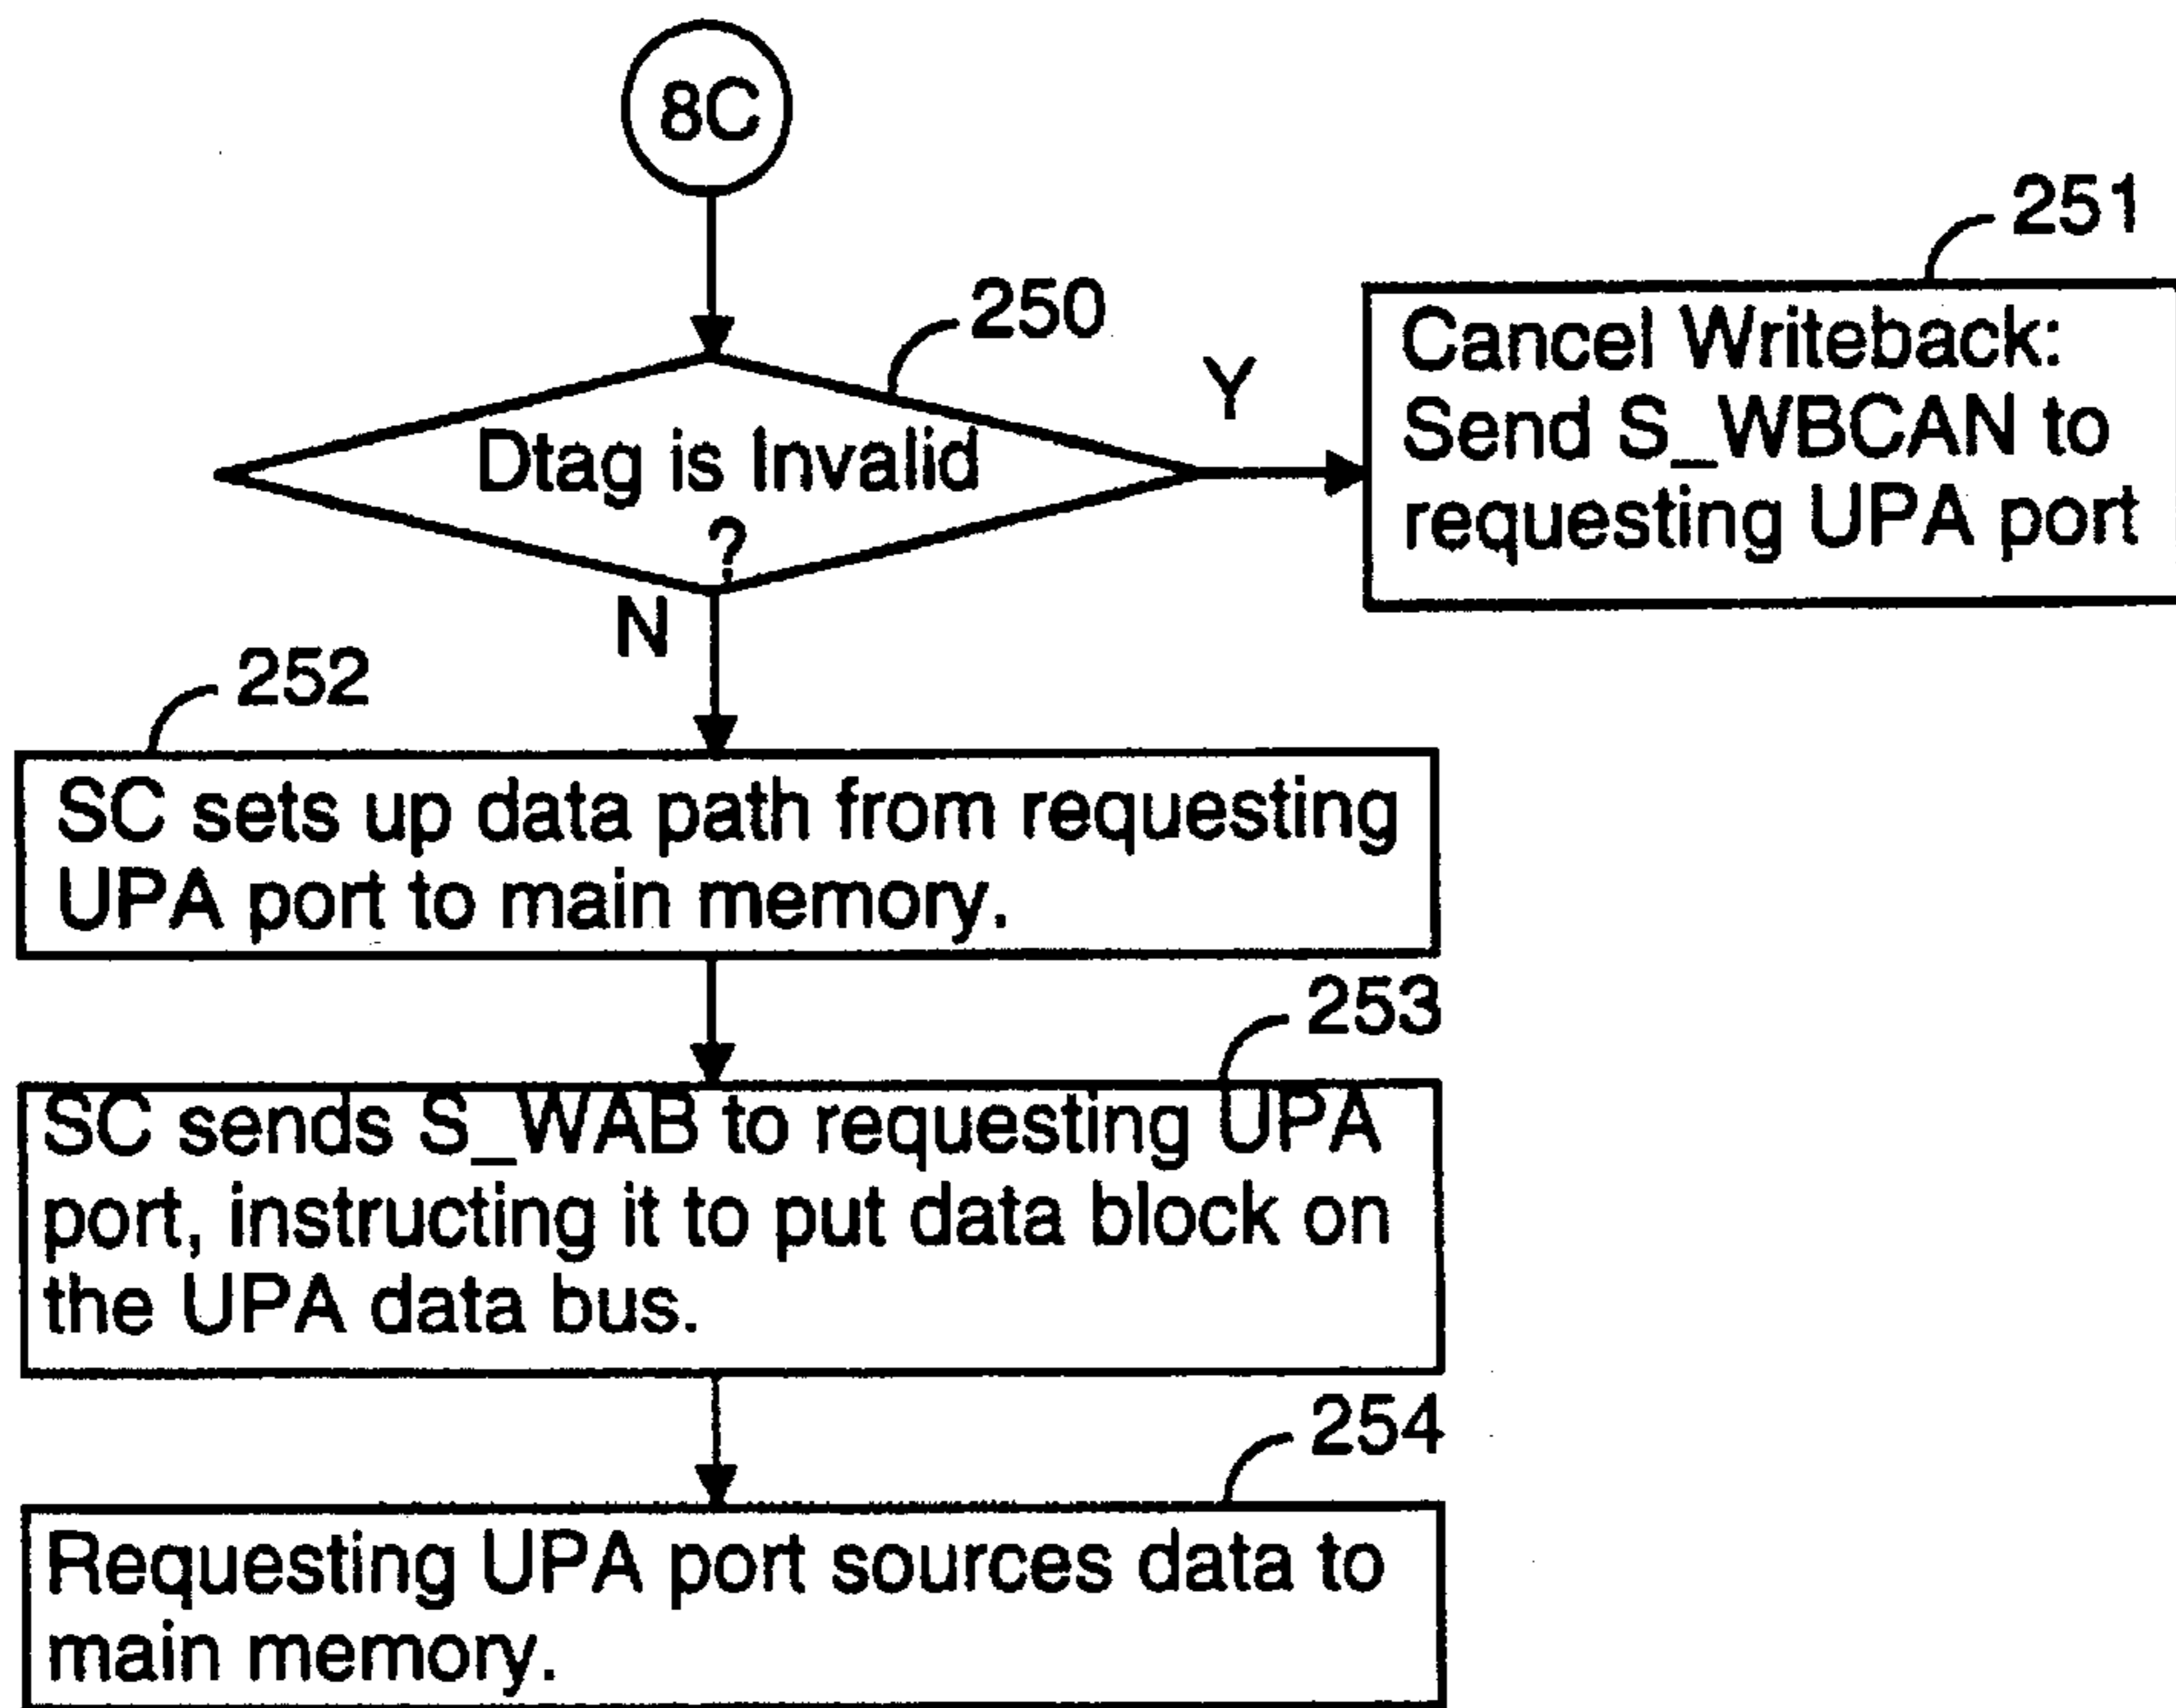 8C
250
251
Dtag is Invalid
?
Y
Cancel Writeback:
Send S_WBCAN to
requesting UPA port
N
252
SC sets up data path from requesting
UPA port to main memory.
253
SC sends S_WAB to requesting UPA
port, instructing it to put data block on
the UPA data bus.
254
Requesting UPA port sources data to
main memory.